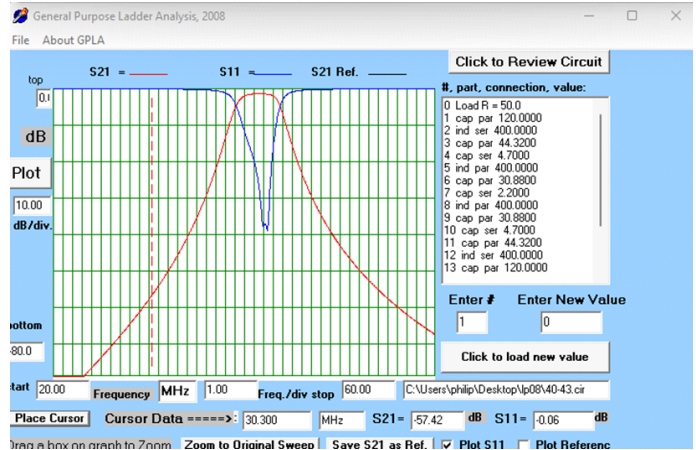 General Purpose Ladder Analysis, 2008
File About GPLA
S21 = S11 = S21 Ref.
Click to Review Circuit
top
#, part, connection, value:
dB
Plot
10.00
dB/div.
0 Load R = 50.0
1 cap par 120.0000
2 ind ser 400.0000
3 cap par 44.3200
4 cap ser 4.7000
5 ind par 400.0000
6 cap par 30.8800
7 cap ser 2.2000
8 ind par 400.0000
9 cap par 30.8800
10 cap ser 4.7000
11 cap par 44.3200
12 ind ser 400.0000
13 cap par 120.0000
Enter # Enter New Value
1 0
Click to load new value
ottom
-80.0
tart 20.00 Frequency MHz 1.00 Freq./div stop 60.00 C:\Users\philip\Desktop\lp08\40-43.cir
Place Cursor Cursor Data =====>: 30.300 MHz S21= -57.42 dB S11= -0.06 dB
Drag a box on graph to Zoom Zoom to Original Sweep Save S21 as Ref. Plot S11 Plot Referenc